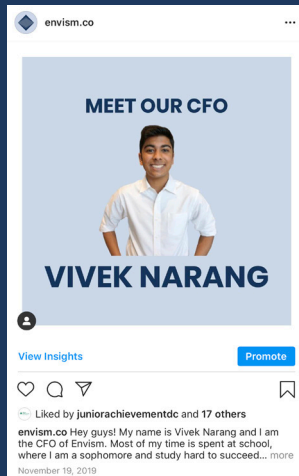 envism.co
MEET OUR CFO
VIVEK NARANG
View Insights
Promote
Liked by juniorachievementdc and 17 others
envism.co Hey guys! My name is Vivek Narang and I am
the CFO of Envism. Most of my time is spent at school,
where I am a sophomore and study hard to succeed... more
November 19, 2019